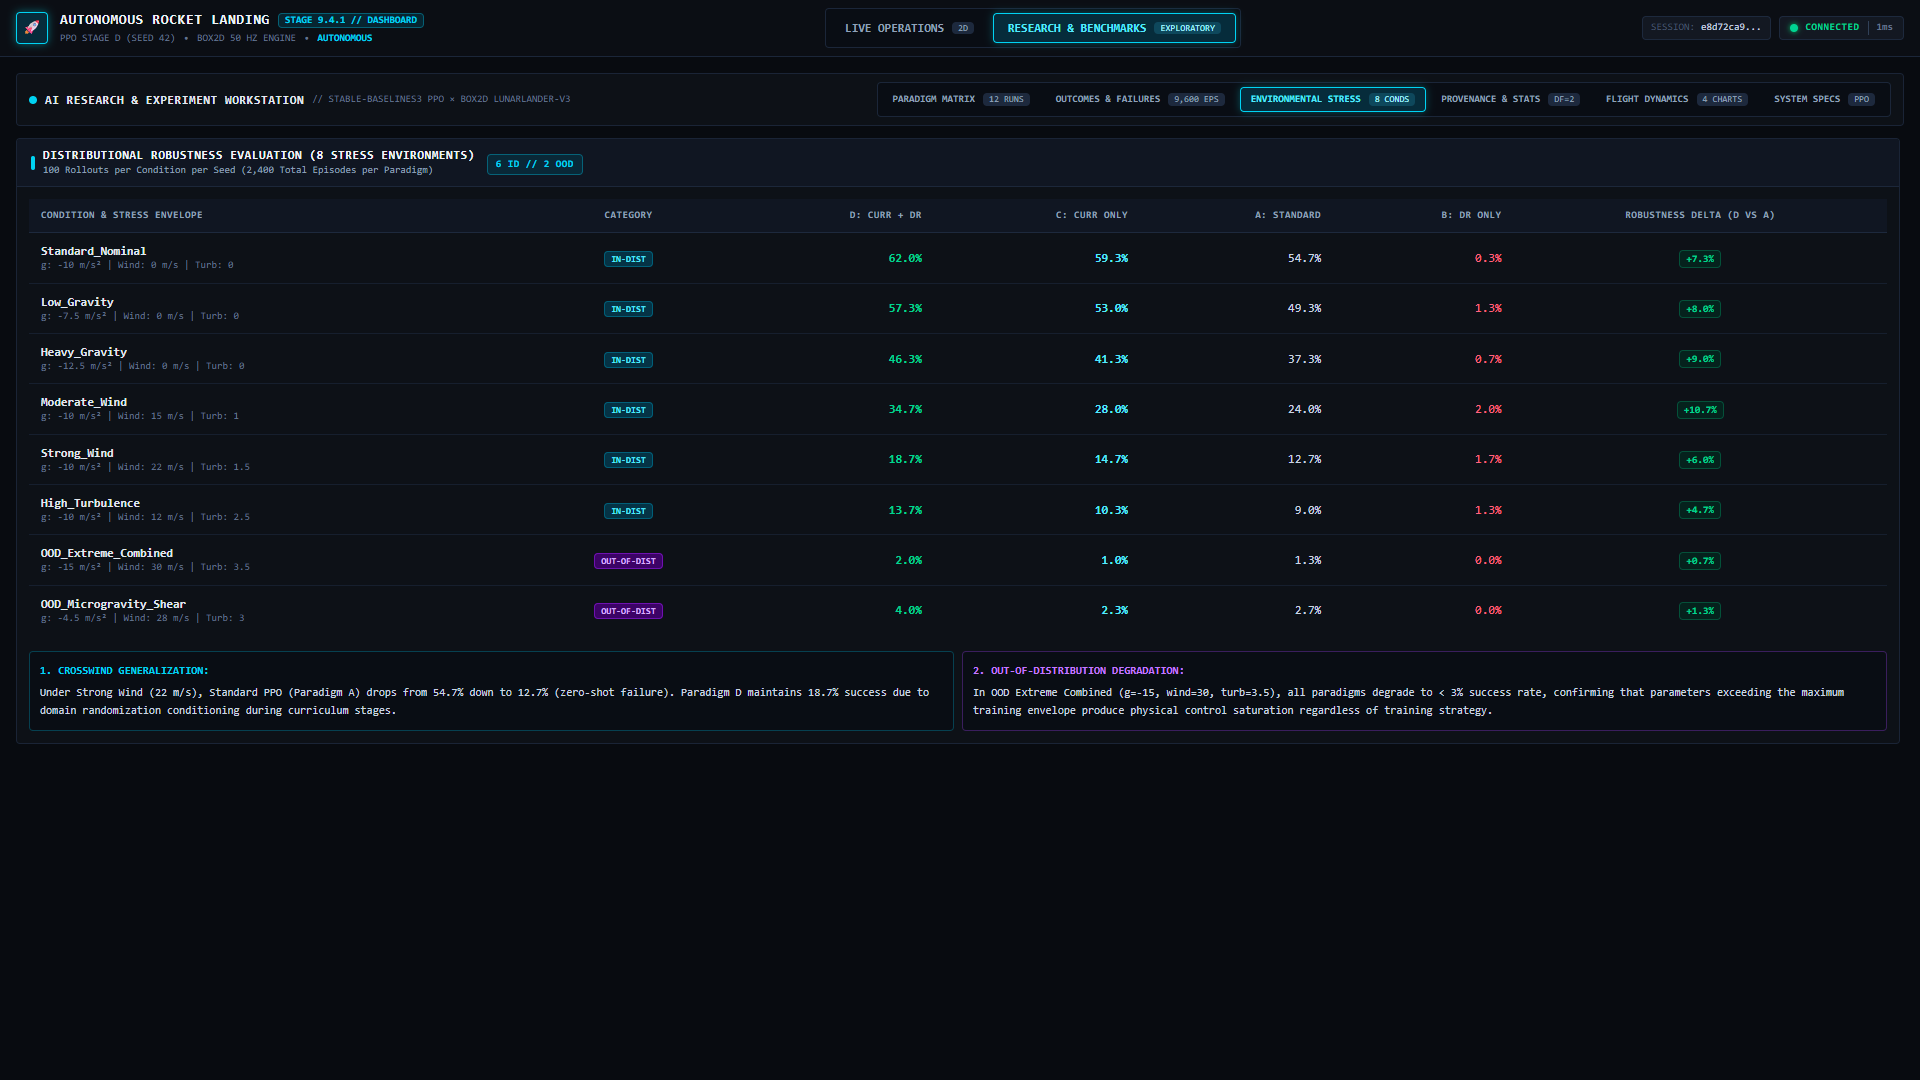 AUTONOMOUS ROCKET LANDING STAGE 9.4.1 // DASHBOARD
PPO STAGE D (SEED 42) • BOX2D 50 HZ ENGINE • AUTONOMOUS
LIVE OPERATIONS 2D
RESEARCH & BENCHMARKS EXPLORATORY
SESSION: e8d72ca9...
CONNECTED 1ms
AI RESEARCH & EXPERIMENT WORKSTATION // STABLE-BASELINES3 PPO × BOX2D LUNARLANDER-V3
PARADIGM MATRIX 12 RUNS
OUTCOMES & FAILURES 9,600 EPS
ENVIRONMENTAL STRESS 8 CONDS
PROVENANCE & STATS DF=2
FLIGHT DYNAMICS 4 CHARTS
SYSTEM SPECS PPO
DISTRIBUTIONAL ROBUSTNESS EVALUATION (8 STRESS ENVIRONMENTS)
100 Rollouts per Condition per Seed (2,400 Total Episodes per Paradigm)
6 ID // 2 OOD
CONDITION & STRESS ENVELOPE CATEGORY D: CURR + DR C: CURR ONLY A: STANDARD B: DR ONLY ROBUSTNESS DELTA (D VS A)
Standard_Nominal
g: -10 m/s² | Wind: 0 m/s | Turb: 0
IN-DIST 62.0% 59.3% 54.7% 0.3% +7.3%
Low_Gravity
g: -7.5 m/s² | Wind: 0 m/s | Turb: 0
IN-DIST 57.3% 53.0% 49.3% 1.3% +8.0%
Heavy_Gravity
g: -12.5 m/s² | Wind: 0 m/s | Turb: 0
IN-DIST 46.3% 41.3% 37.3% 0.7% +9.0%
Moderate_Wind
g: -10 m/s² | Wind: 15 m/s | Turb: 1
IN-DIST 34.7% 28.0% 24.0% 2.0% +10.7%
Strong_Wind
g: -10 m/s² | Wind: 22 m/s | Turb: 1.5
IN-DIST 18.7% 14.7% 12.7% 1.7% +6.0%
High_Turbulence
g: -10 m/s² | Wind: 12 m/s | Turb: 2.5
IN-DIST 13.7% 10.3% 9.0% 1.3% +4.7%
OOD_Extreme_Combined
g: -15 m/s² | Wind: 30 m/s | Turb: 3.5
OUT-OF-DIST 2.0% 1.0% 1.3% 0.0% +0.7%
OOD_Microgravity_Shear
g: -4.5 m/s² | Wind: 28 m/s | Turb: 3
OUT-OF-DIST 4.0% 2.3% 2.7% 0.0% +1.3%
1. CROSSWIND GENERALIZATION:
Under Strong Wind (22 m/s), Standard PPO (Paradigm A) drops from 54.7% down to 12.7% (zero-shot failure). Paradigm D maintains 18.7% success due to
domain randomization conditioning during curriculum stages.
2. OUT-OF-DISTRIBUTION DEGRADATION:
In OOD Extreme Combined (g=-15, wind=30, turb=3.5), all paradigms degrade to < 3% success rate, confirming that parameters exceeding the maximum
training envelope produce physical control saturation regardless of training strategy.